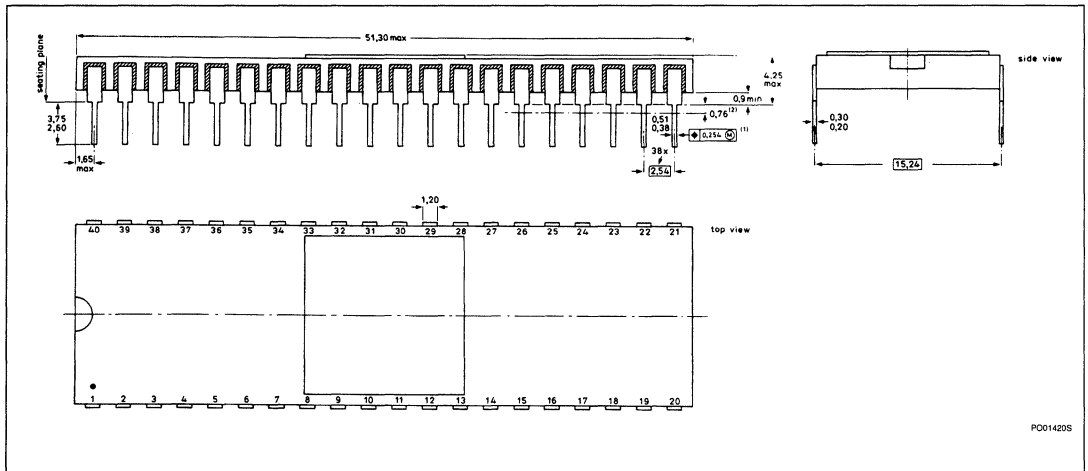 51,30 max
seating plane
side view
4,25
max
0,9 min
3,75
2,60
0,51
0,38
0,76(2)
(1)
0,254 M
0,30
0,20
1,65
max
38x
2,54
15,24
1,20
40 39 38 37 36 35 34 33 32 31 30 29 28 27 26 25 24 23 22 21
top view
1 2 3 4 5 6 7 8 9 10 11 12 13 14 15 16 17 18 19 20
PO01420S